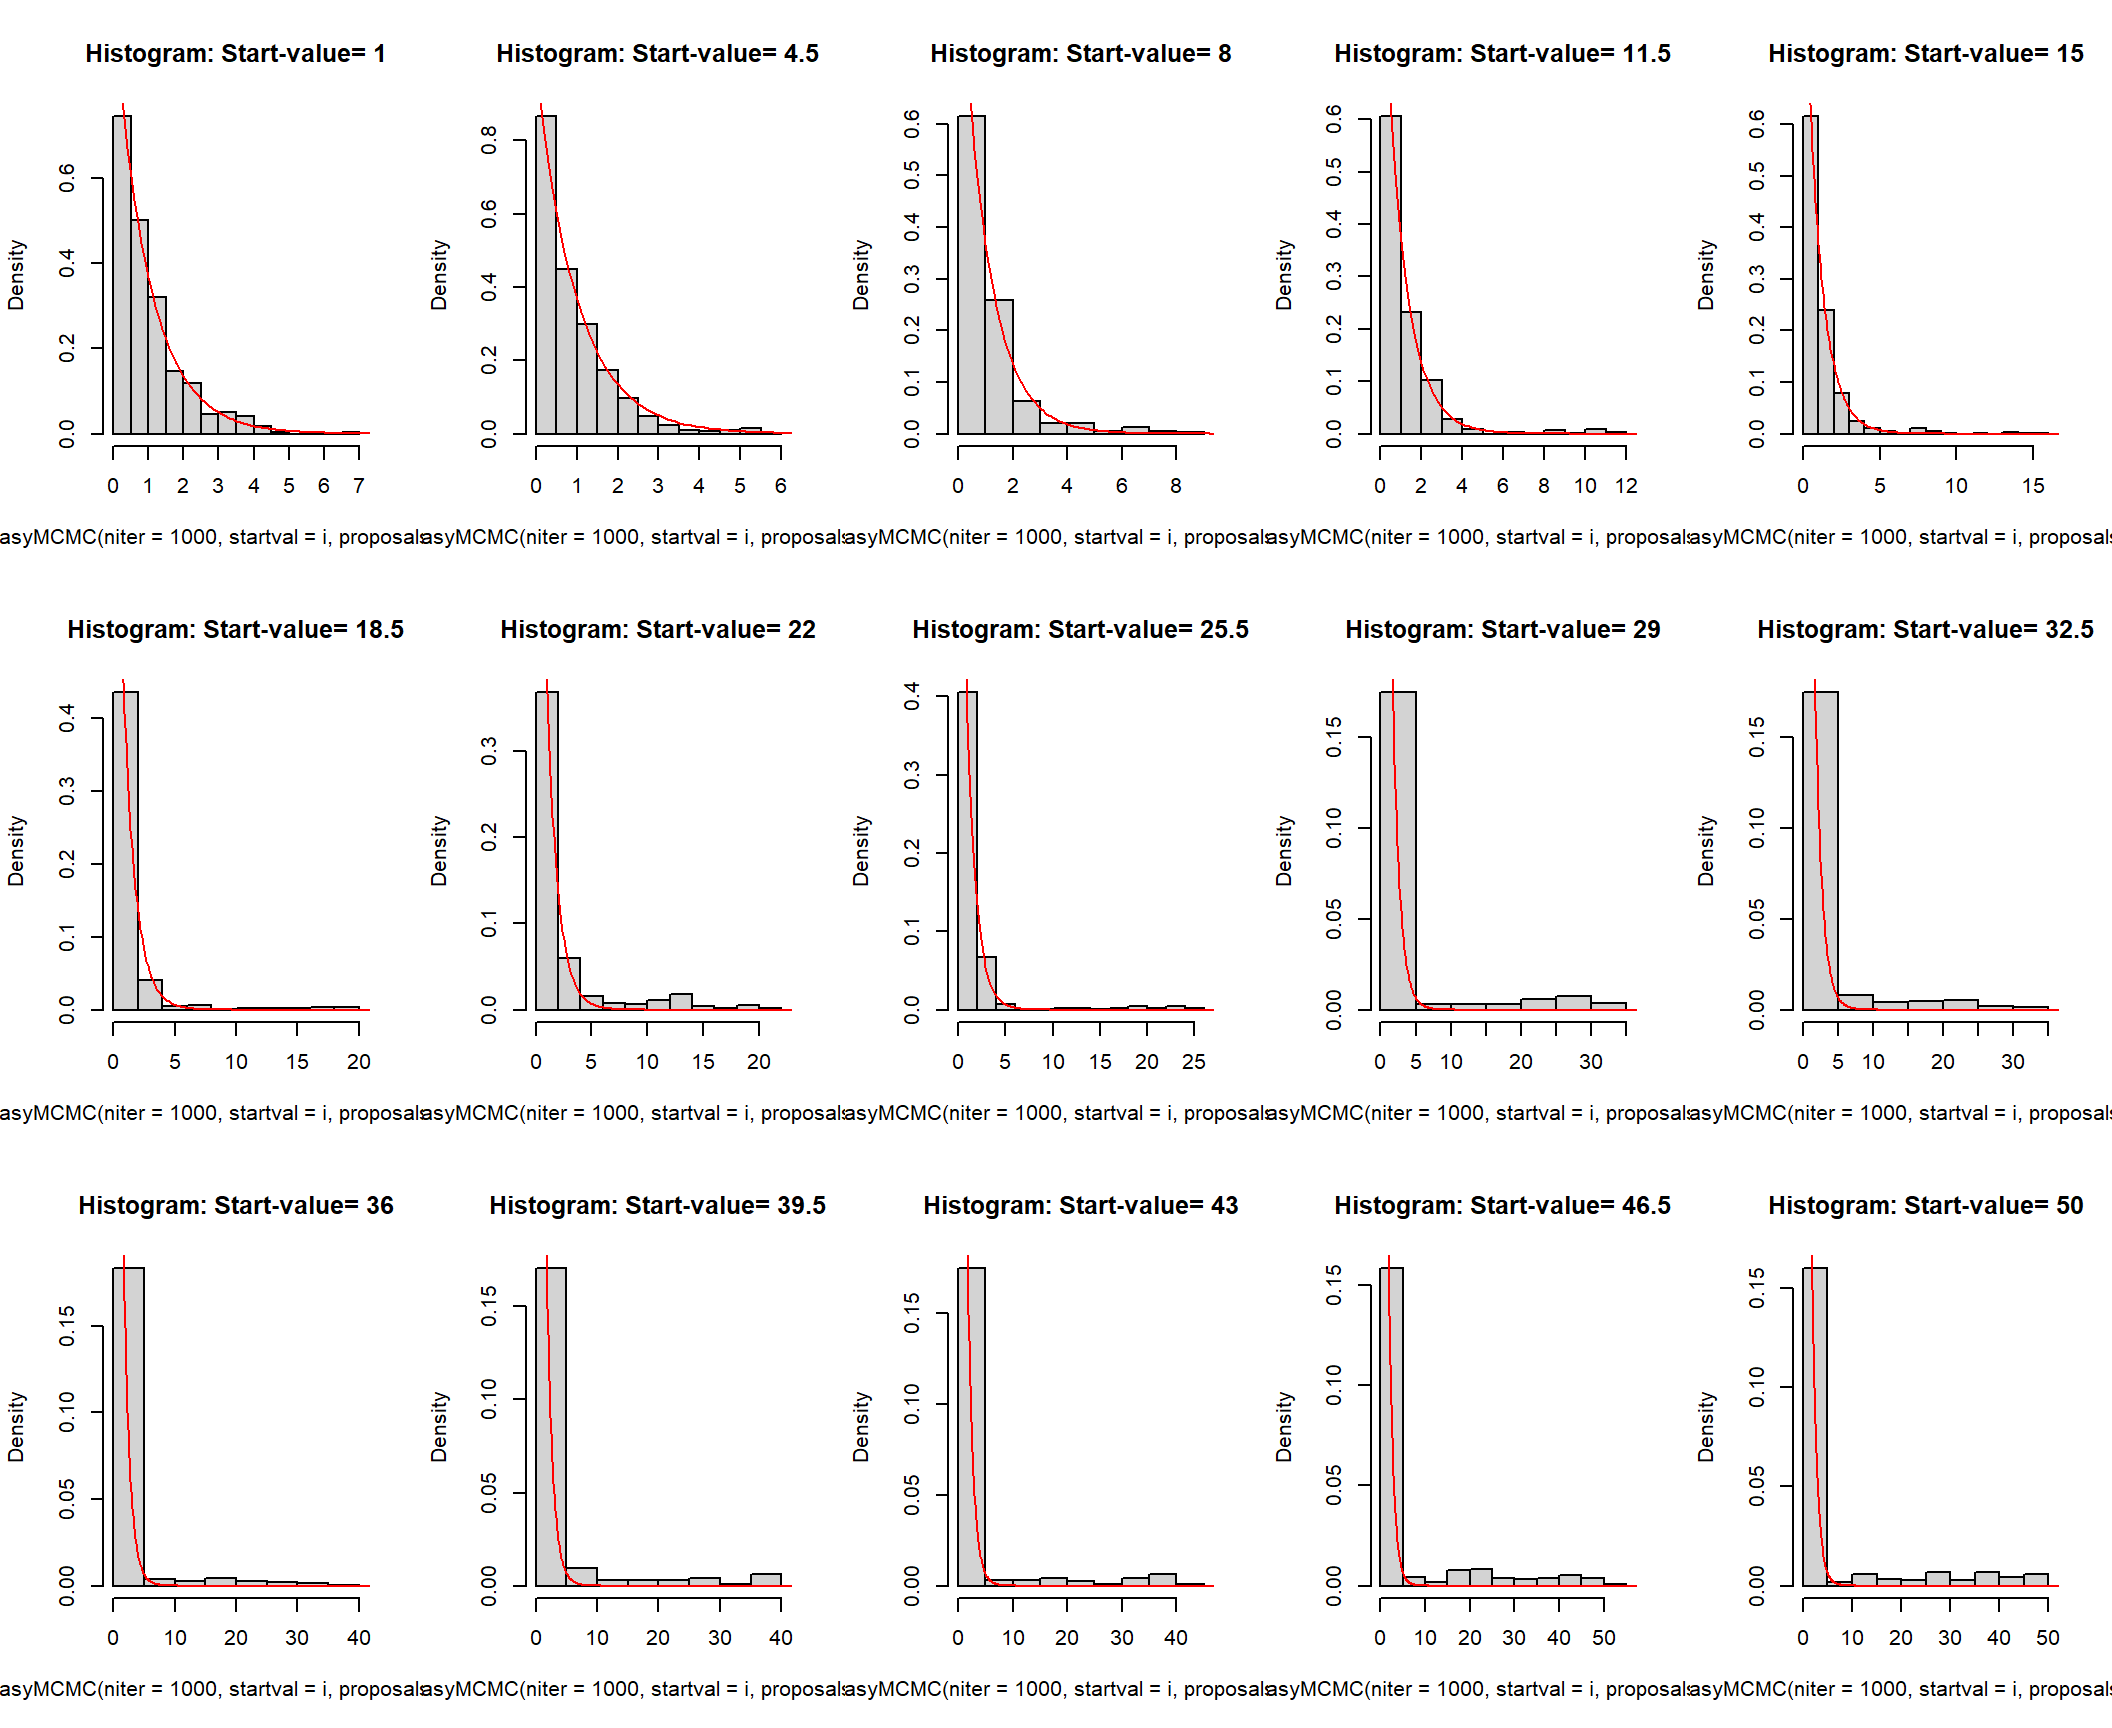 Histogram: Start-value= 1
Density
0.0 0.2 0.4 0.6
0 1 2 3 4 5 6 7
asyMCMC(niter = 1000, startval = i, proposals
Histogram: Start-value= 4.5
Density
0.0 0.2 0.4 0.6 0.8
0 1 2 3 4 5 6
asyMCMC(niter = 1000, startval = i, proposals
Histogram: Start-value= 8
Density
0.0 0.1 0.2 0.3 0.4 0.5 0.6
0 2 4 6 8
asyMCMC(niter = 1000, startval = i, proposals
Histogram: Start-value= 11.5
Density
0.0 0.1 0.2 0.3 0.4 0.5 0.6
0 2 4 6 8 10 12
asyMCMC(niter = 1000, startval = i, proposals
Histogram: Start-value= 15
Density
0.0 0.1 0.2 0.3 0.4 0.5 0.6
0 5 10 15
asyMCMC(niter = 1000, startval = i, proposals
Histogram: Start-value= 18.5
Density
0.0 0.1 0.2 0.3 0.4
0 5 10 15 20
asyMCMC(niter = 1000, startval = i, proposals
Histogram: Start-value= 22
Density
0.0 0.1 0.2 0.3
0 5 10 15 20
asyMCMC(niter = 1000, startval = i, proposals
Histogram: Start-value= 25.5
Density
0.0 0.1 0.2 0.3 0.4
0 5 10 15 20 25
asyMCMC(niter = 1000, startval = i, proposals
Histogram: Start-value= 29
Density
0.00 0.05 0.10 0.15
0 5 10 20 30
asyMCMC(niter = 1000, startval = i, proposals
Histogram: Start-value= 32.5
Density
0.00 0.05 0.10 0.15
0 5 10 20 30
asyMCMC(niter = 1000, startval = i, proposals
Histogram: Start-value= 36
Density
0.00 0.05 0.10 0.15
0 10 20 30 40
asyMCMC(niter = 1000, startval = i, proposals
Histogram: Start-value= 39.5
Density
0.00 0.05 0.10 0.15
0 10 20 30 40
asyMCMC(niter = 1000, startval = i, proposals
Histogram: Start-value= 43
Density
0.00 0.05 0.10 0.15
0 10 20 30 40
asyMCMC(niter = 1000, startval = i, proposals
Histogram: Start-value= 46.5
Density
0.00 0.05 0.10 0.15
0 10 20 30 40 50
asyMCMC(niter = 1000, startval = i, proposals
Histogram: Start-value= 50
Density
0.00 0.05 0.10 0.15
0 10 20 30 40 50
asyMCMC(niter = 1000, startval = i, proposals